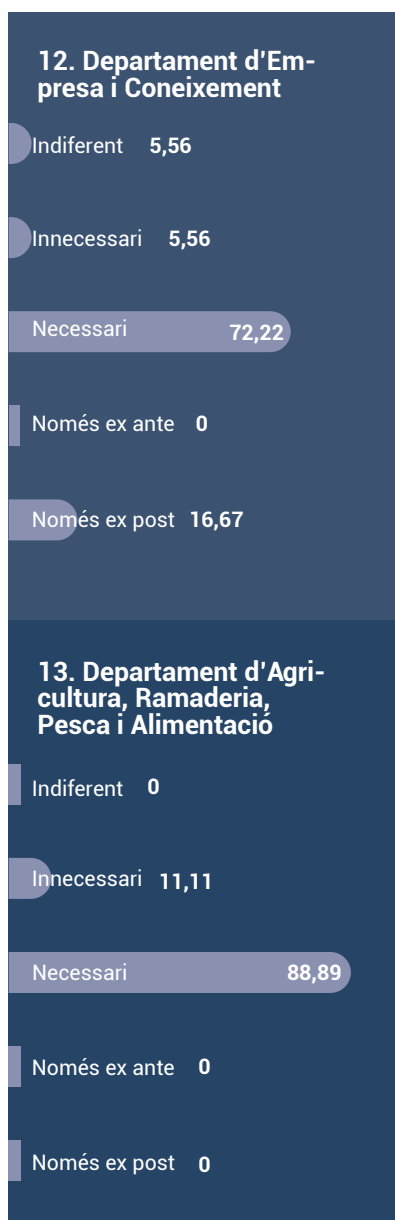 12. Departament d'Em-
presa i Coneixement
Indiferent 5,56
Innecessari 5,56
Necessari 72,22
Només ex ante 0
Només ex post 16,67
13. Departament d'Agri-
cultura, Ramaderia,
Pesca i Alimentació
Indiferent 0
Innecessari 11,11
Necessari 88,89
Només ex ante 0
Només ex post 0